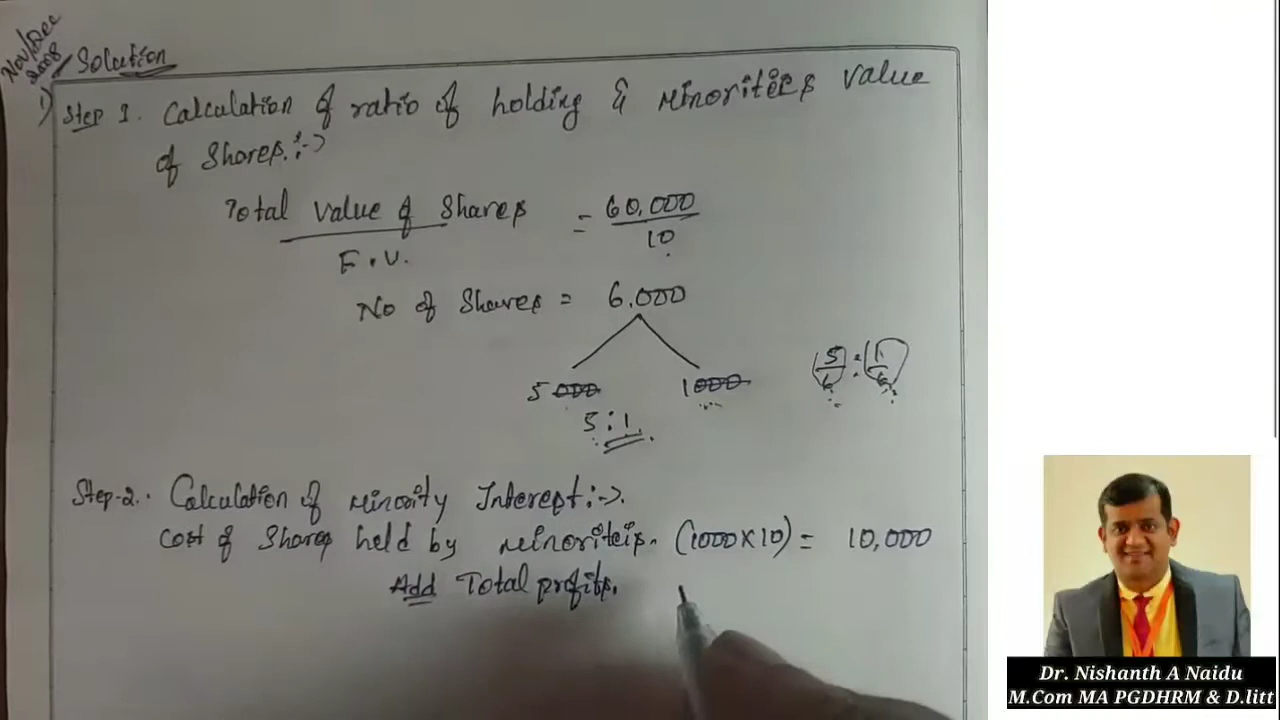 Nov/Dec
2008
Solution
1) Step 1. Calculation of ratio of holding & Minorities value
of Shares:->
Total value of Shares = 60,000
F.V. 10
No of Shares = 6,000
5000 1000
5:1
5/6 : 1/6
Step-2. Calculation of Minority Interest:->
Cost of Shares held by Minorities. (1000×10) = 10,000
Add Total profits.
Dr. Nishanth A Naidu
M.Com MA PGDHRM & D.litt